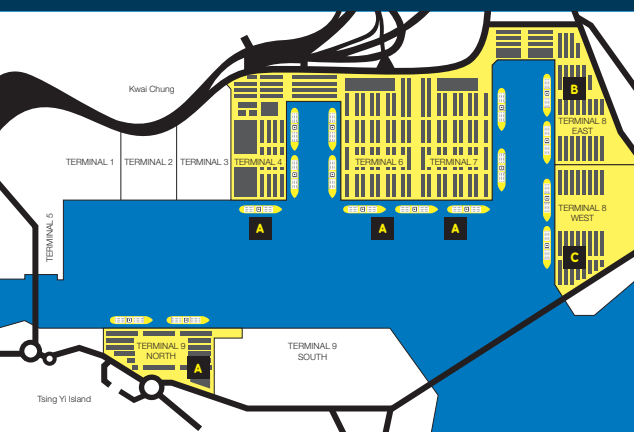 Kwai Chung
B
TERMINAL 8
EAST
TERMINAL 1
TERMINAL 2
TERMINAL 3
TERMINAL 4
TERMINAL 6
TERMINAL 7
TERMINAL 8
WEST
TERMINAL 5
A
A
A
C
TERMINAL 9
NORTH
A
TERMINAL 9
SOUTH
Tsing Yi Island